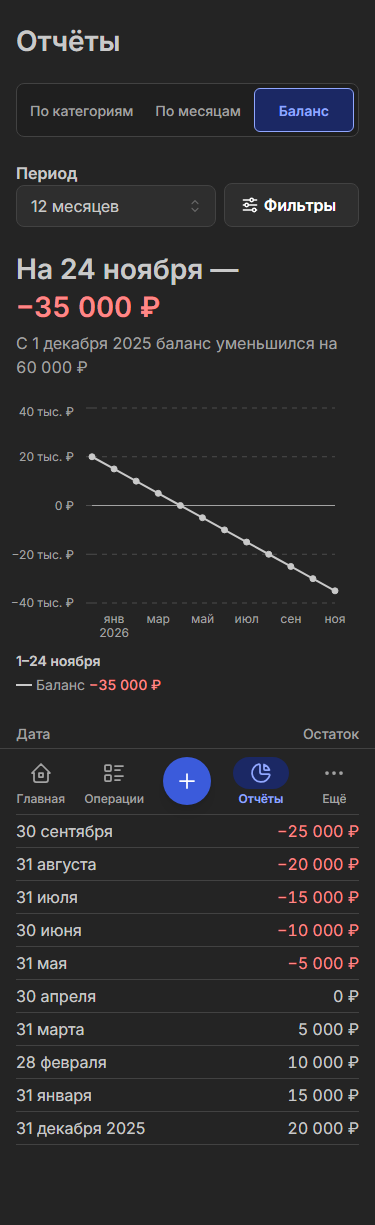 Отчёты
По категориям По месяцам Баланс
Период
12 месяцев Фильтры
На 24 ноября —
−35 000 ₽
С 1 декабря 2025 баланс уменьшился на
60 000 ₽
40 тыс. ₽
20 тыс. ₽
0 ₽
−20 тыс. ₽
−40 тыс. ₽
янв мар май июл сен ноя
2026
1–24 ноября
Баланс −35 000 ₽
Дата Остаток
Главная Операции Отчёты Ещё
30 сентября −25 000 ₽
31 августа −20 000 ₽
31 июля −15 000 ₽
30 июня −10 000 ₽
31 мая −5 000 ₽
30 апреля 0 ₽
31 марта 5 000 ₽
28 февраля 10 000 ₽
31 января 15 000 ₽
31 декабря 2025 20 000 ₽